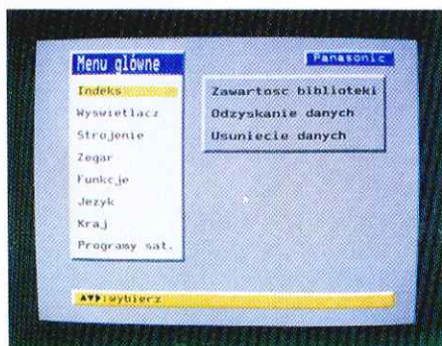 Menu główne
Panasonic
Indeks
Wyswietlacz
Strojenie
Zegar
Funkcje
Jezyk
Kraj
Programy sat.
Zawartosc biblioteki
Odzyskanie danych
Usuniecie danych
▲▼▶:wybierz